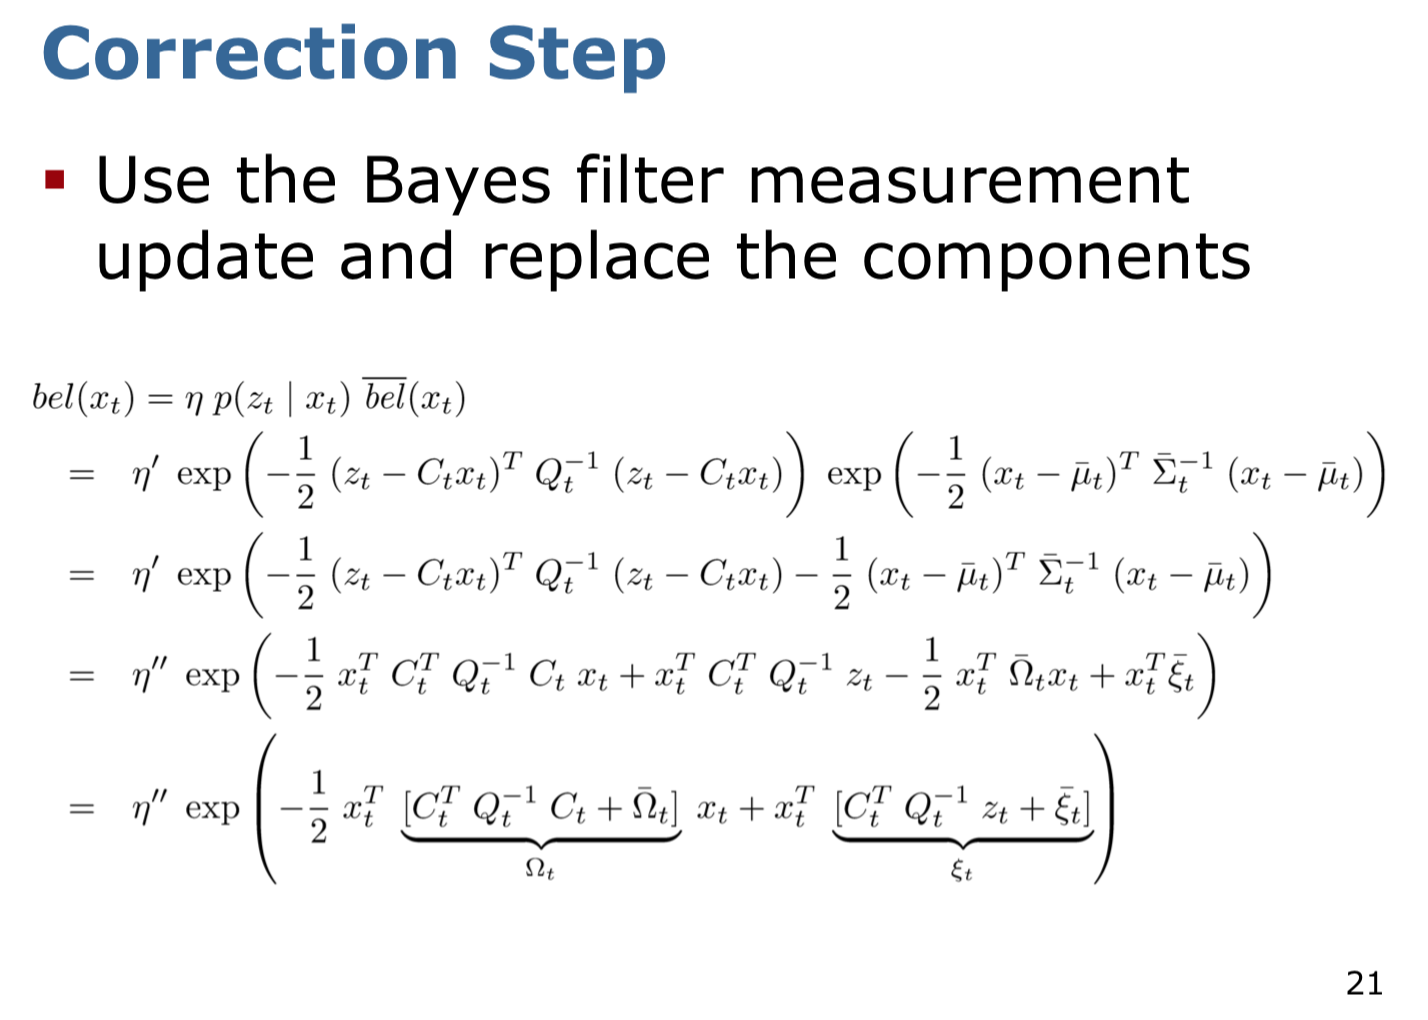 Correction Step
▪ Use the Bayes filter measurement
update and replace the components
$bel(x_t) = \eta \, p(z_t \mid x_t) \, \overline{bel}(x_t)$
$= \eta' \exp\left(-\frac{1}{2}(z_t - C_t x_t)^T Q_t^{-1} (z_t - C_t x_t)\right) \exp\left(-\frac{1}{2}(x_t - \bar{\mu}_t)^T \bar{\Sigma}_t^{-1} (x_t - \bar{\mu}_t)\right)$
$= \eta' \exp\left(-\frac{1}{2}(z_t - C_t x_t)^T Q_t^{-1} (z_t - C_t x_t) - \frac{1}{2}(x_t - \bar{\mu}_t)^T \bar{\Sigma}_t^{-1} (x_t - \bar{\mu}_t)\right)$
$= \eta'' \exp\left(-\frac{1}{2} x_t^T C_t^T Q_t^{-1} C_t x_t + x_t^T C_t^T Q_t^{-1} z_t - \frac{1}{2} x_t^T \bar{\Omega}_t x_t + x_t^T \bar{\xi}_t\right)$
$= \eta'' \exp\left(-\frac{1}{2} x_t^T \underbrace{[C_t^T Q_t^{-1} C_t + \bar{\Omega}_t]}_{\Omega_t} x_t + x_t^T \underbrace{[C_t^T Q_t^{-1} z_t + \bar{\xi}_t]}_{\xi_t}\right)$
21